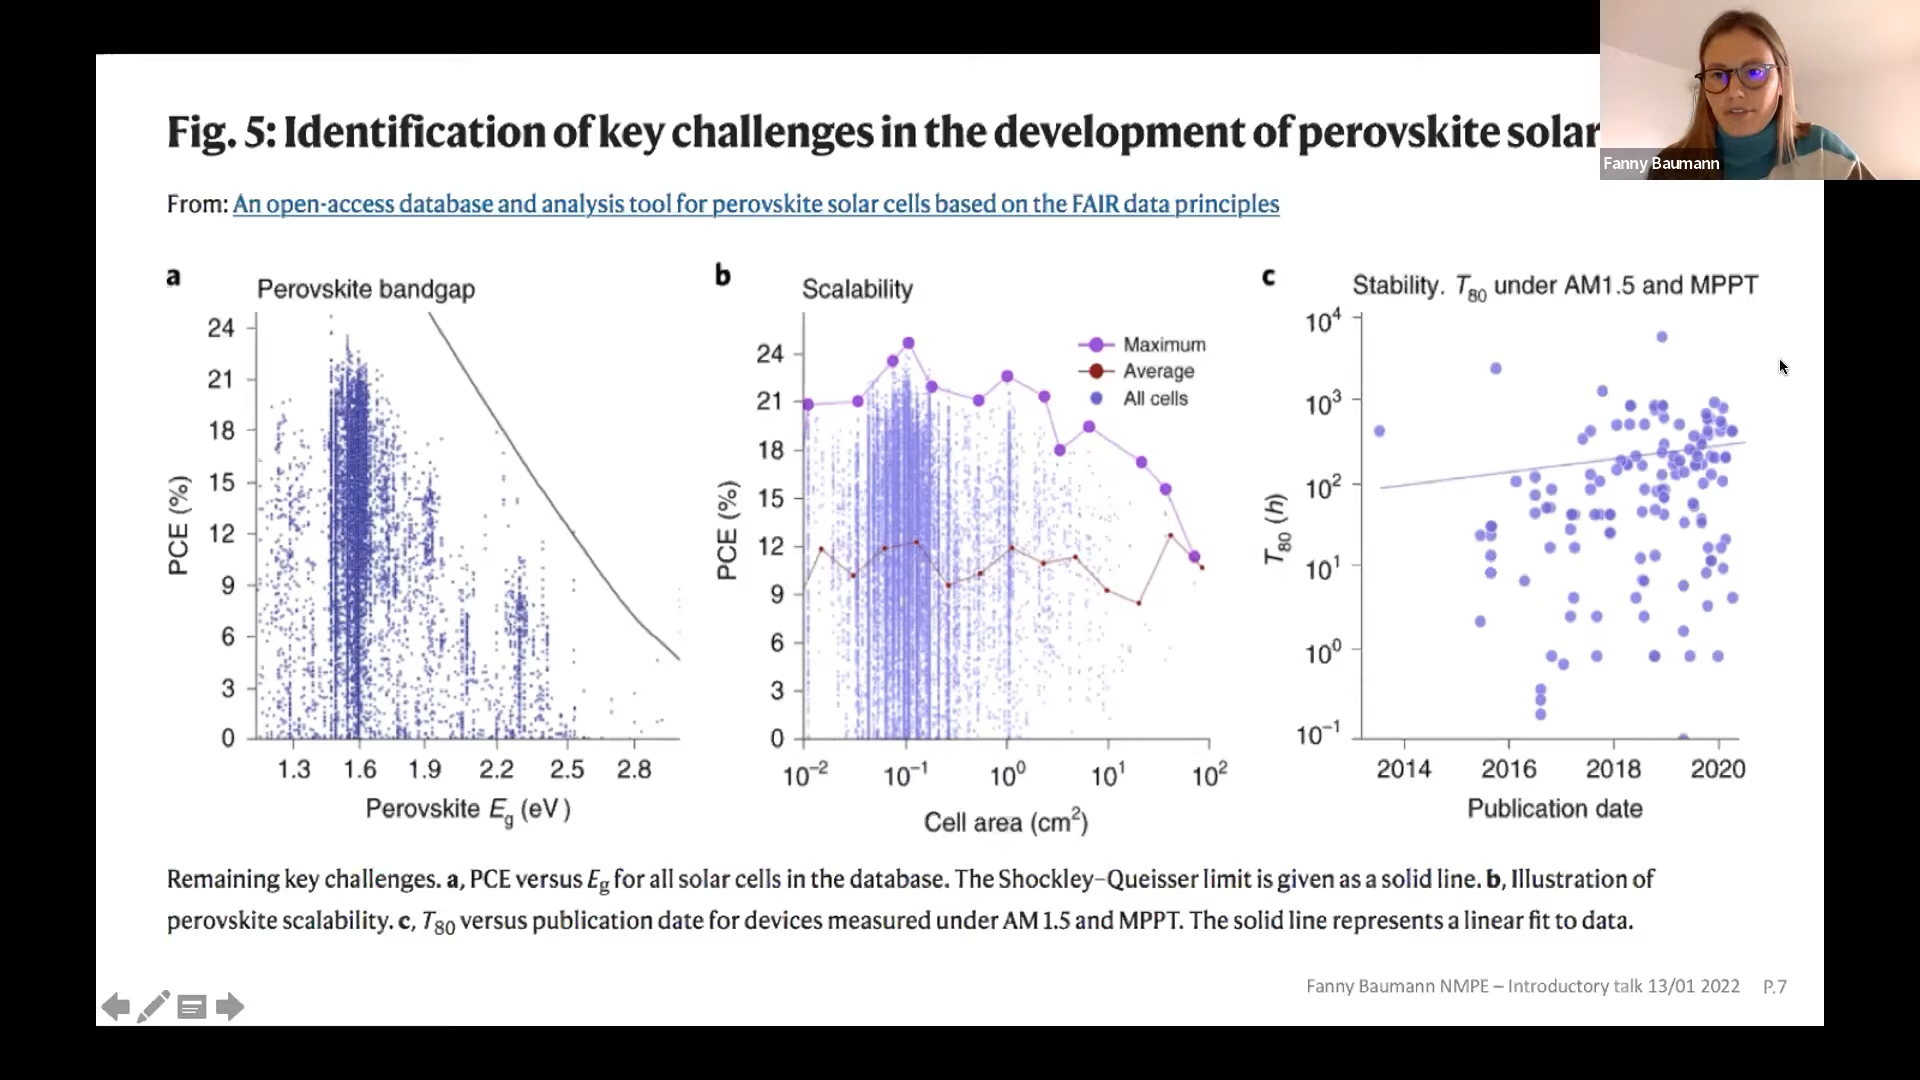 Fig. 5: Identification of key challenges in the development of perovskite solar
Fanny Baumann
From: An open-access database and analysis tool for perovskite solar cells based on the FAIR data principles
a
Perovskite bandgap
24
21
18
15
12
9
6
3
0
PCE (%)
1.3 1.6 1.9 2.2 2.5 2.8
Perovskite Eg (eV)
b
Scalability
Maximum
Average
All cells
24
21
18
15
12
9
6
3
0
PCE (%)
10⁻² 10⁻¹ 10⁰ 10¹ 10²
Cell area (cm²)
c
Stability. T₈₀ under AM1.5 and MPPT
10⁴
10³
10²
10¹
10⁰
10⁻¹
T₈₀ (h)
2014 2016 2018 2020
Publication date
Remaining key challenges. a, PCE versus Eg for all solar cells in the database. The Shockley–Queisser limit is given as a solid line. b, Illustration of
perovskite scalability. c, T₈₀ versus publication date for devices measured under AM 1.5 and MPPT. The solid line represents a linear fit to data.
Fanny Baumann NMPE – Introductory talk 13/01 2022 P.7